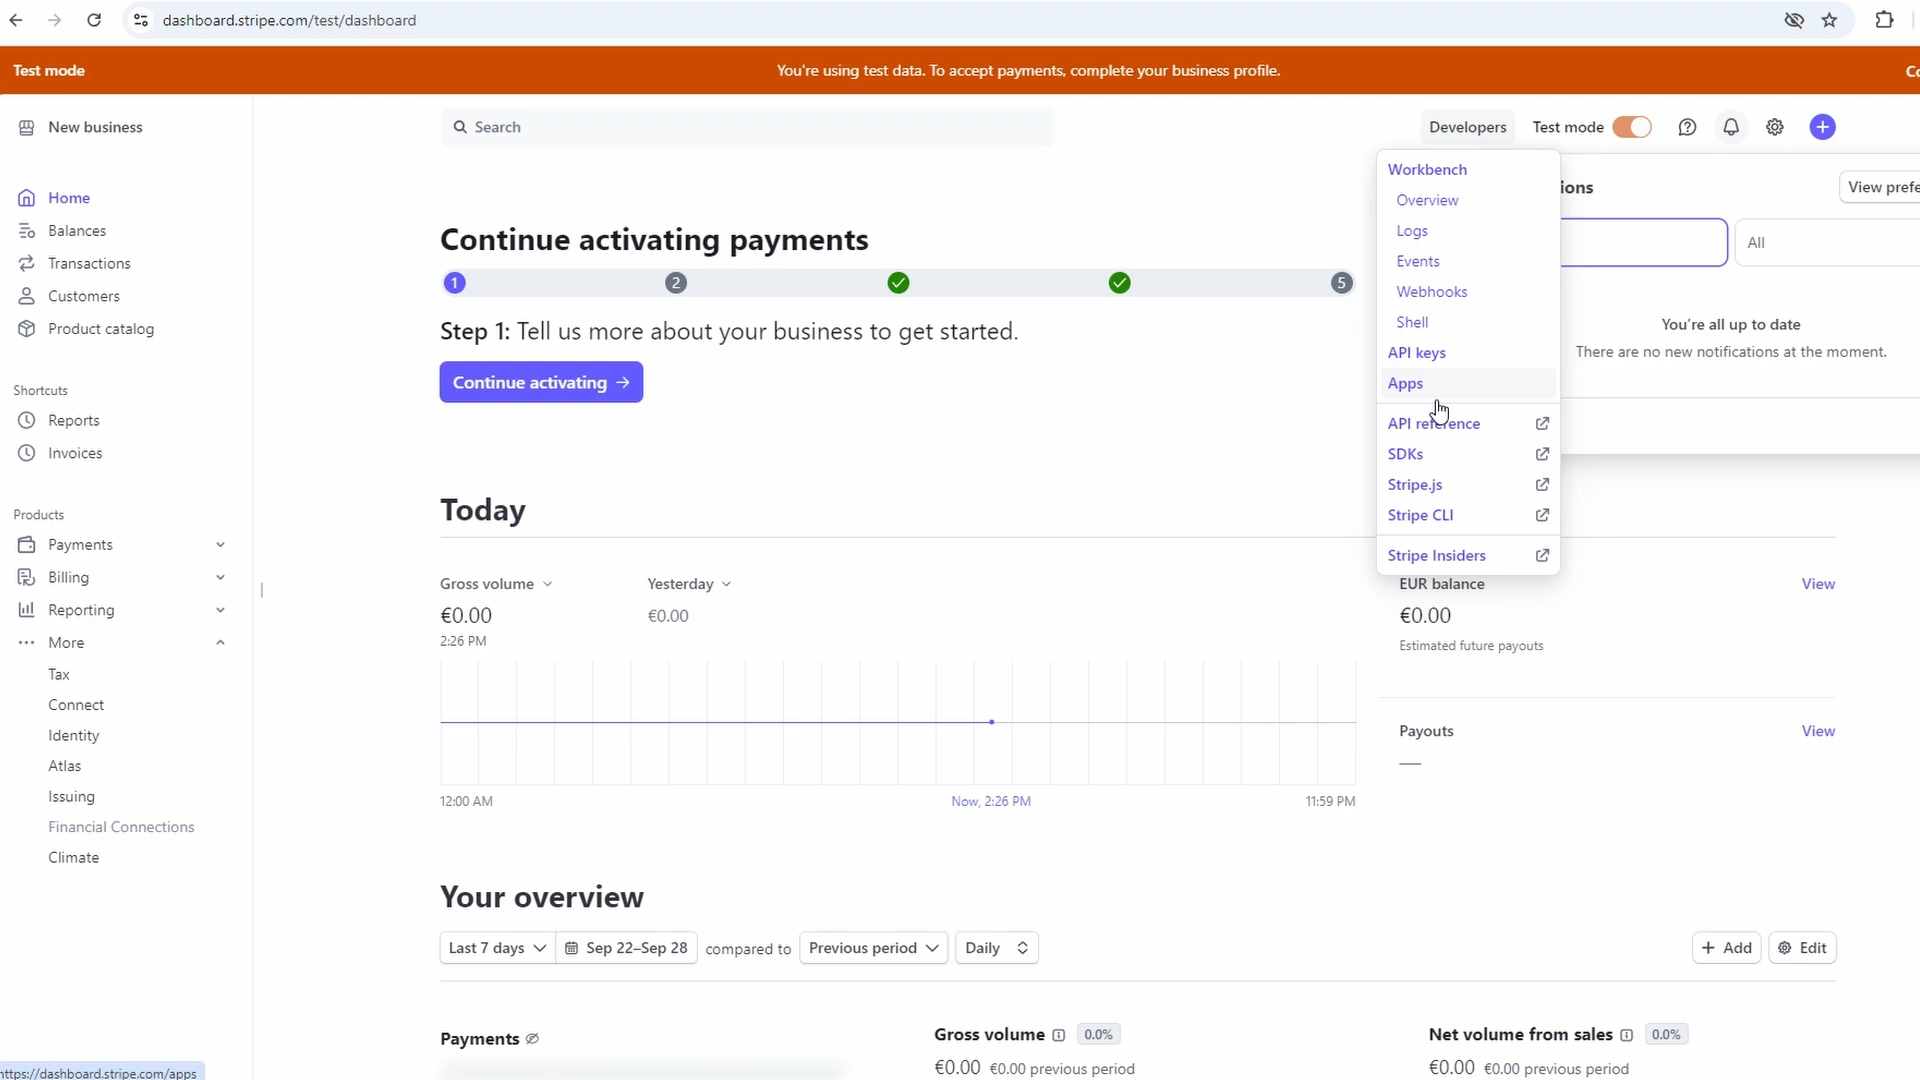 dashboard.stripe.com/test/dashboard
Test mode
You're using test data. To accept payments, complete your business profile.
New business
Search
Developers
Test mode
Home
Balances
Transactions
Customers
Product catalog
Shortcuts
Reports
Invoices
Products
Payments
Billing
Reporting
More
Tax
Connect
Identity
Atlas
Issuing
Financial Connections
Climate
Continue activating payments
1
2
5
Step 1: Tell us more about your business to get started.
Continue activating →
Workbench
Overview
Logs
Events
Webhooks
Shell
API keys
Apps
API reference
SDKs
Stripe.js
Stripe CLI
Stripe Insiders
ions
View prefe
All
You're all up to date
There are no new notifications at the moment.
Today
Gross volume
€0.00
2:26 PM
Yesterday
€0.00
12:00 AM
Now, 2:26 PM
11:59 PM
EUR balance
View
€0.00
Estimated future payouts
Payouts
View
—
Your overview
Last 7 days
Sep 22–Sep 28
compared to
Previous period
Daily
+ Add
Edit
Payments
Gross volume
0.0%
€0.00 €0.00 previous period
Net volume from sales
0.0%
€0.00 €0.00 previous period
https://dashboard.stripe.com/apps